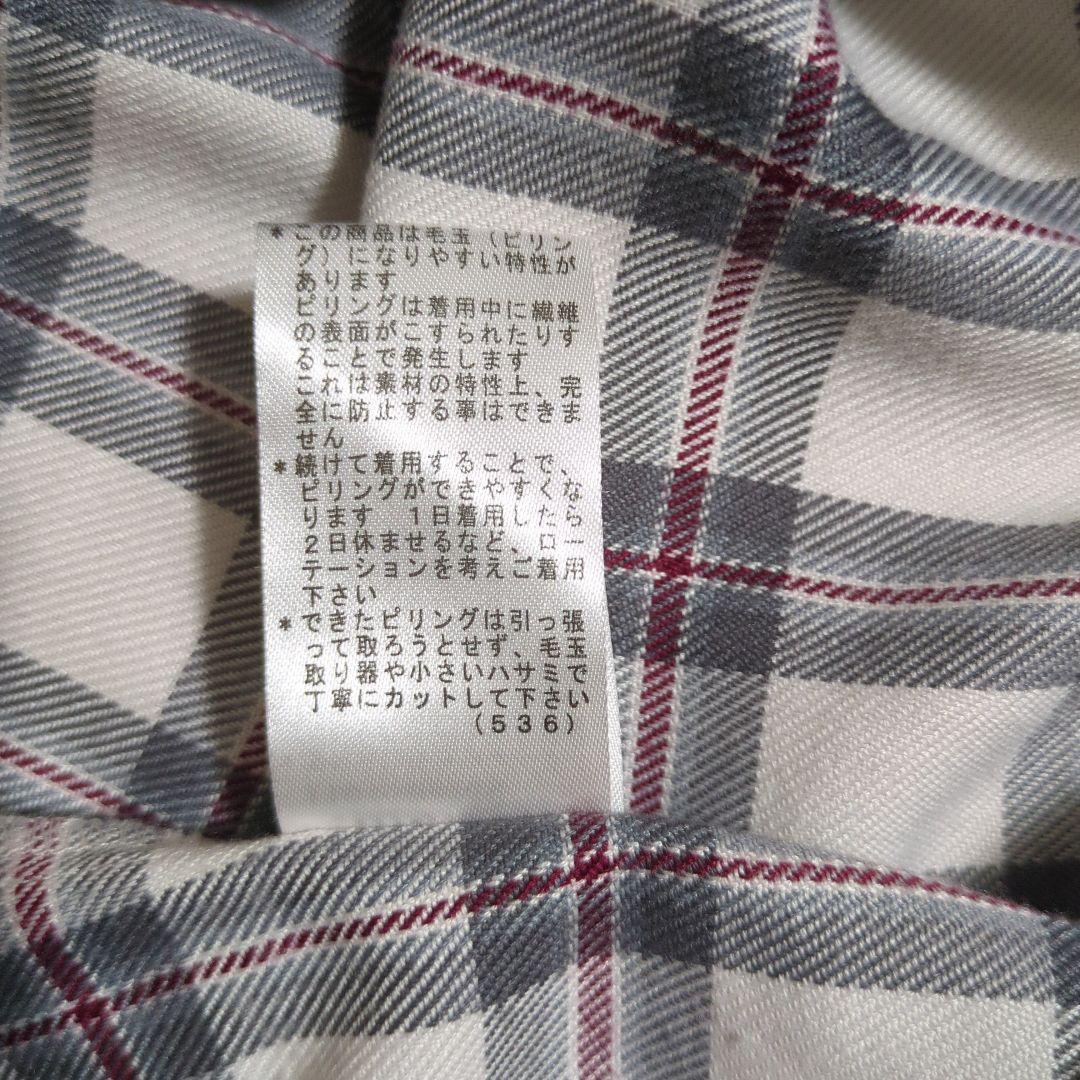 *この商品は毛玉（ピリン
グ）になりやすい特性が
あります
ピリングは着用中に繊維
の表面がこすられたりす
ることで発生します
これは素材の特性上、完
全に防止する事はできま
せん
*続けて着用することで、
ピリングができやすくな
ります　1日着用したら
2日休ませるなど、ロー
テーションを考えご着用
下さい
*できたピリングは引っ張
って取ろうとせず、毛玉
取り器や小さいハサミで
丁寧にカットして下さい
（536）